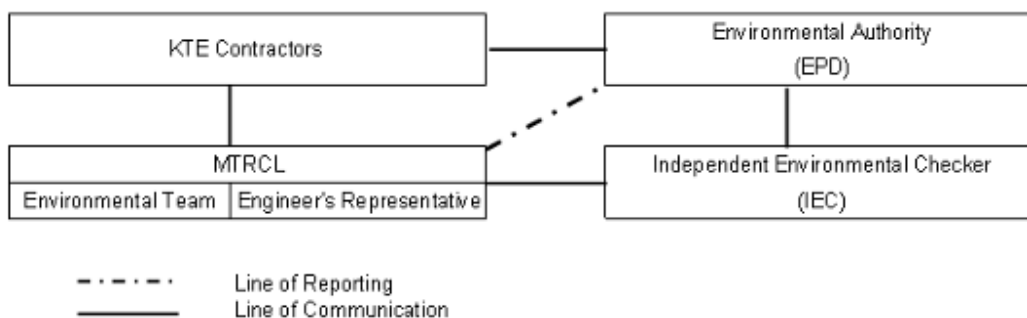 KTE Contractors
Environmental Authority
(EPD)
MTRCL
Environmental Team
Engineer's Representative
Independent Environmental Checker
(IEC)
Line of Reporting
Line of Communication